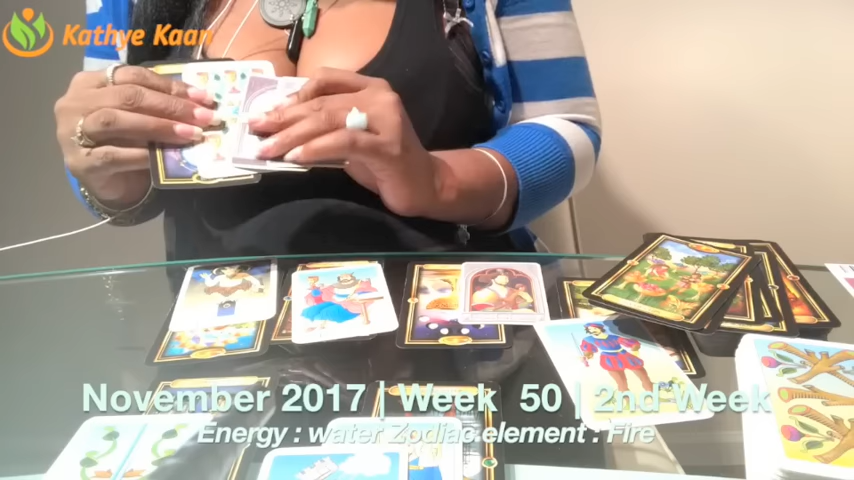 Kathye Kaan
November 2017 | Week  50 | 2nd Week
Energy : water Zodiac element : Fire